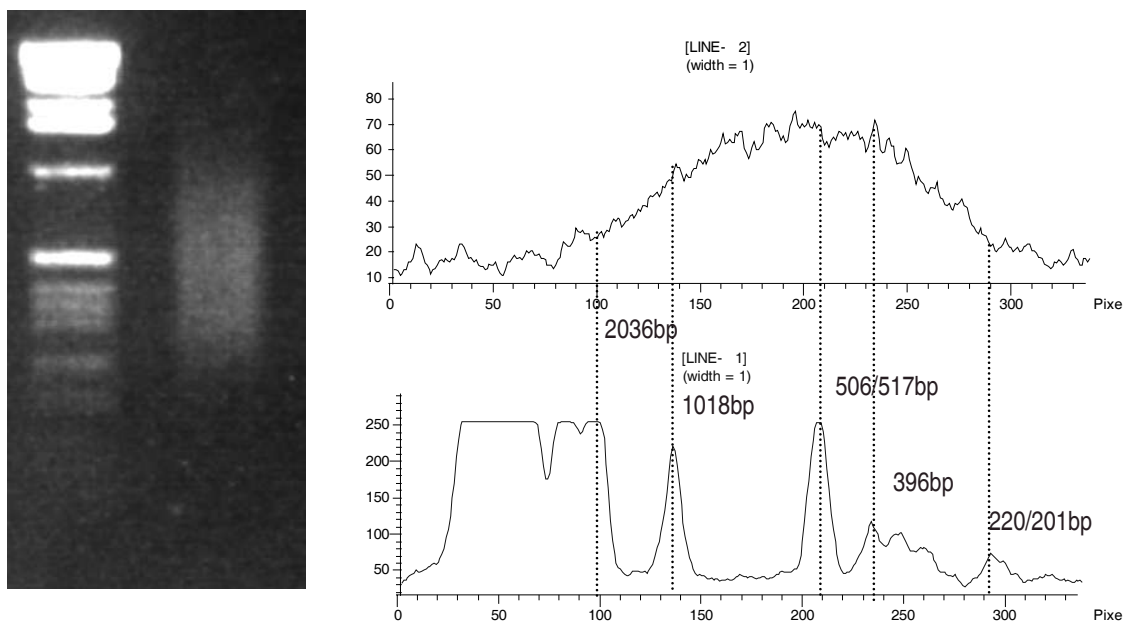 [LINE- 2]
(width = 1)
80
70
60
50
40
30
20
10
0 50 100 150 200 250 300 Pixe
2036bp
[LINE- 1]
(width = 1)
1018bp
506/517bp
396bp
220/201bp
250
200
150
100
50
0 50 100 150 200 250 300 Pixe